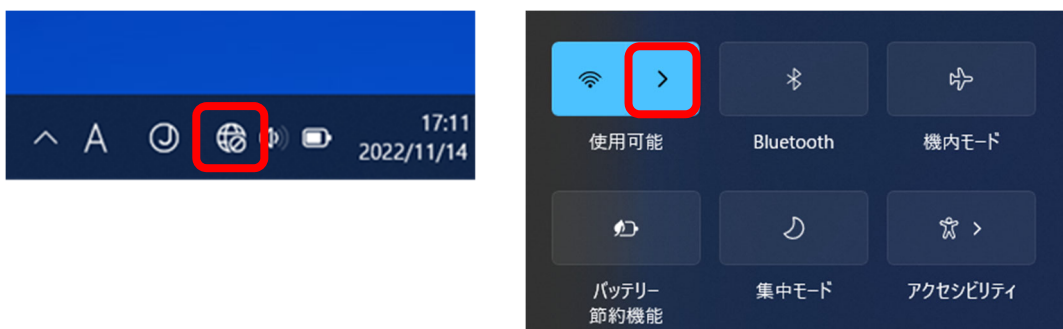 A
17:11
2022/11/14
使用可能
Bluetooth
機内モード
バッテリー
節約機能
集中モード
アクセシビリティ